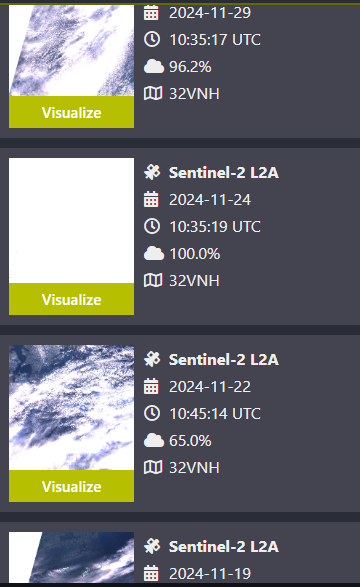 2024-11-29
10:35:17 UTC
96.2%
32VNH
Visualize
Sentinel-2 L2A
2024-11-24
10:35:19 UTC
100.0%
32VNH
Visualize
Sentinel-2 L2A
2024-11-22
10:45:14 UTC
65.0%
32VNH
Visualize
Sentinel-2 L2A
2024-11-19